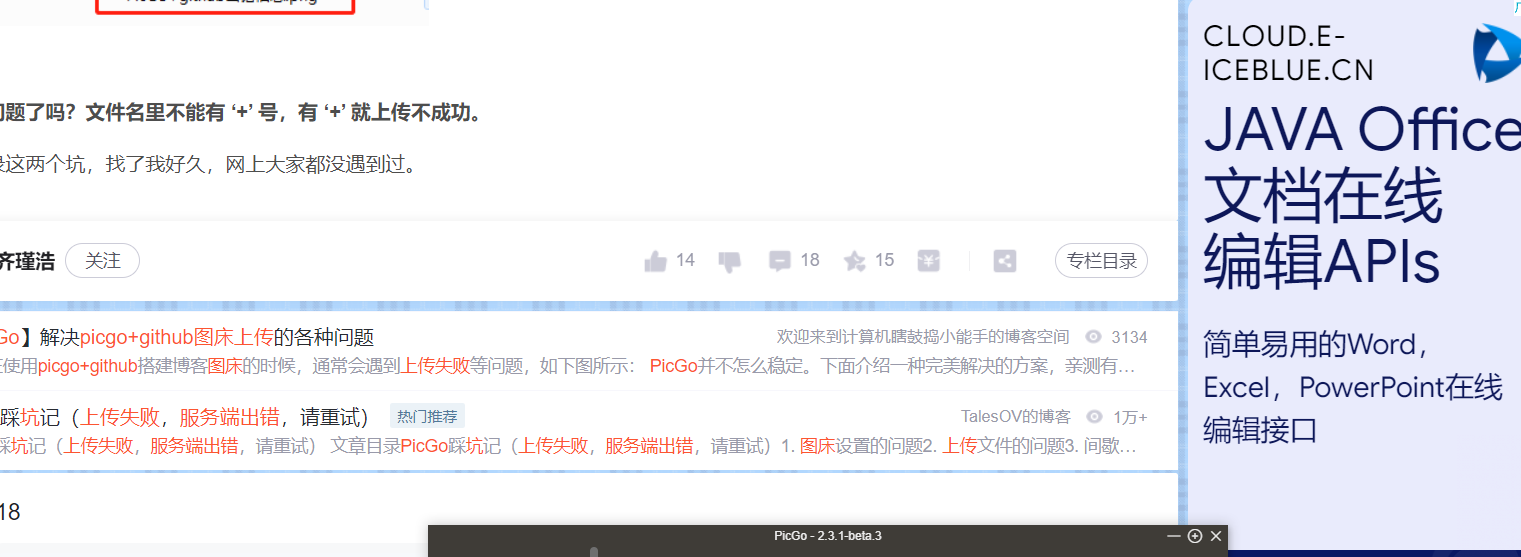 问题了吗？文件名里不能有 ‘+’ 号，有 ‘+’ 就上传不成功。
这两个坑，找了我好久，网上大家都没遇到过。
齐瑾浩
关注
14
18
15
专栏目录
Go】解决picgo+github图床上传的各种问题
欢迎来到计算机瞎鼓捣小能手的博客空间
3134
使用picgo+github搭建博客图床的时候，通常会遇到上传失败等问题，如下图所示： PicGo并不怎么稳定。下面介绍一种完美解决的方案，亲测有…
踩坑记（上传失败，服务端出错，请重试）
热门推荐
TalesOV的博客
1万+
踩坑记（上传失败，服务端出错，请重试） 文章目录PicGo踩坑记（上传失败，服务端出错，请重试）1. 图床设置的问题2. 上传文件的问题3. 间歇…
18
PicGo - 2.3.1-beta.3
CLOUD.E-
ICEBLUE.CN
JAVA Office
文档在线
编辑APIs
简单易用的Word，
Excel，PowerPoint在线
编辑接口